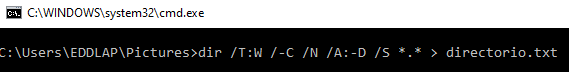 C:\WINDOWS\system32\cmd.exe
C:\Users\EDDLAP\Pictures>dir /T:W /-C /N /A:-D /S *.* > directorio.txt